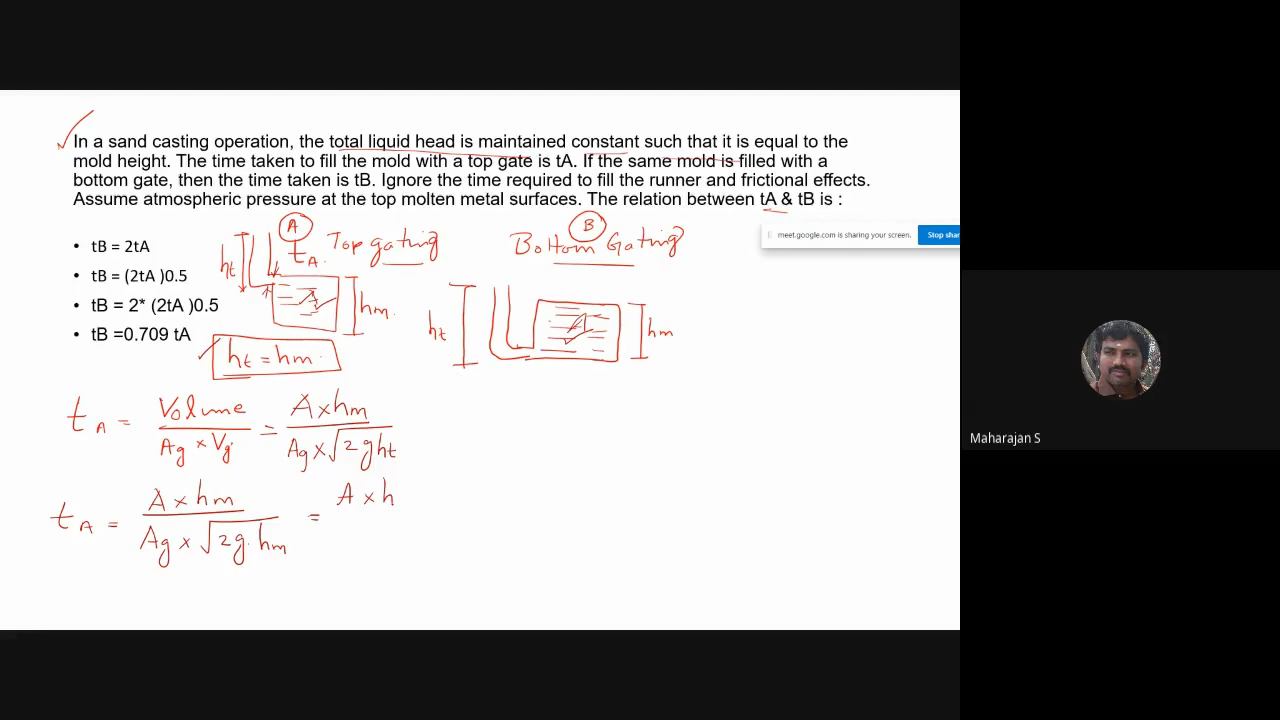 In a sand casting operation, the total liquid head is maintained constant such that it is equal to the
mold height. The time taken to fill the mold with a top gate is tA. If the same mold is filled with a
bottom gate, then the time taken is tB. Ignore the time required to fill the runner and frictional effects.
Assume atmospheric pressure at the top molten metal surfaces. The relation between tA & tB is :
meet.google.com is sharing your screen.
Stop shar
• tB = 2tA
• tB = (2tA )0.5
• tB = 2* (2tA )0.5
• tB =0.709 tA
A
tA. Top gating
ht
hm.
B
Bottom Gating
ht
hm
ht = hm.
tA = Volume / Ag × Vg = A × hm / Ag × √2ght
tA = A × hm / Ag × √2g.hm = A × h
Maharajan S